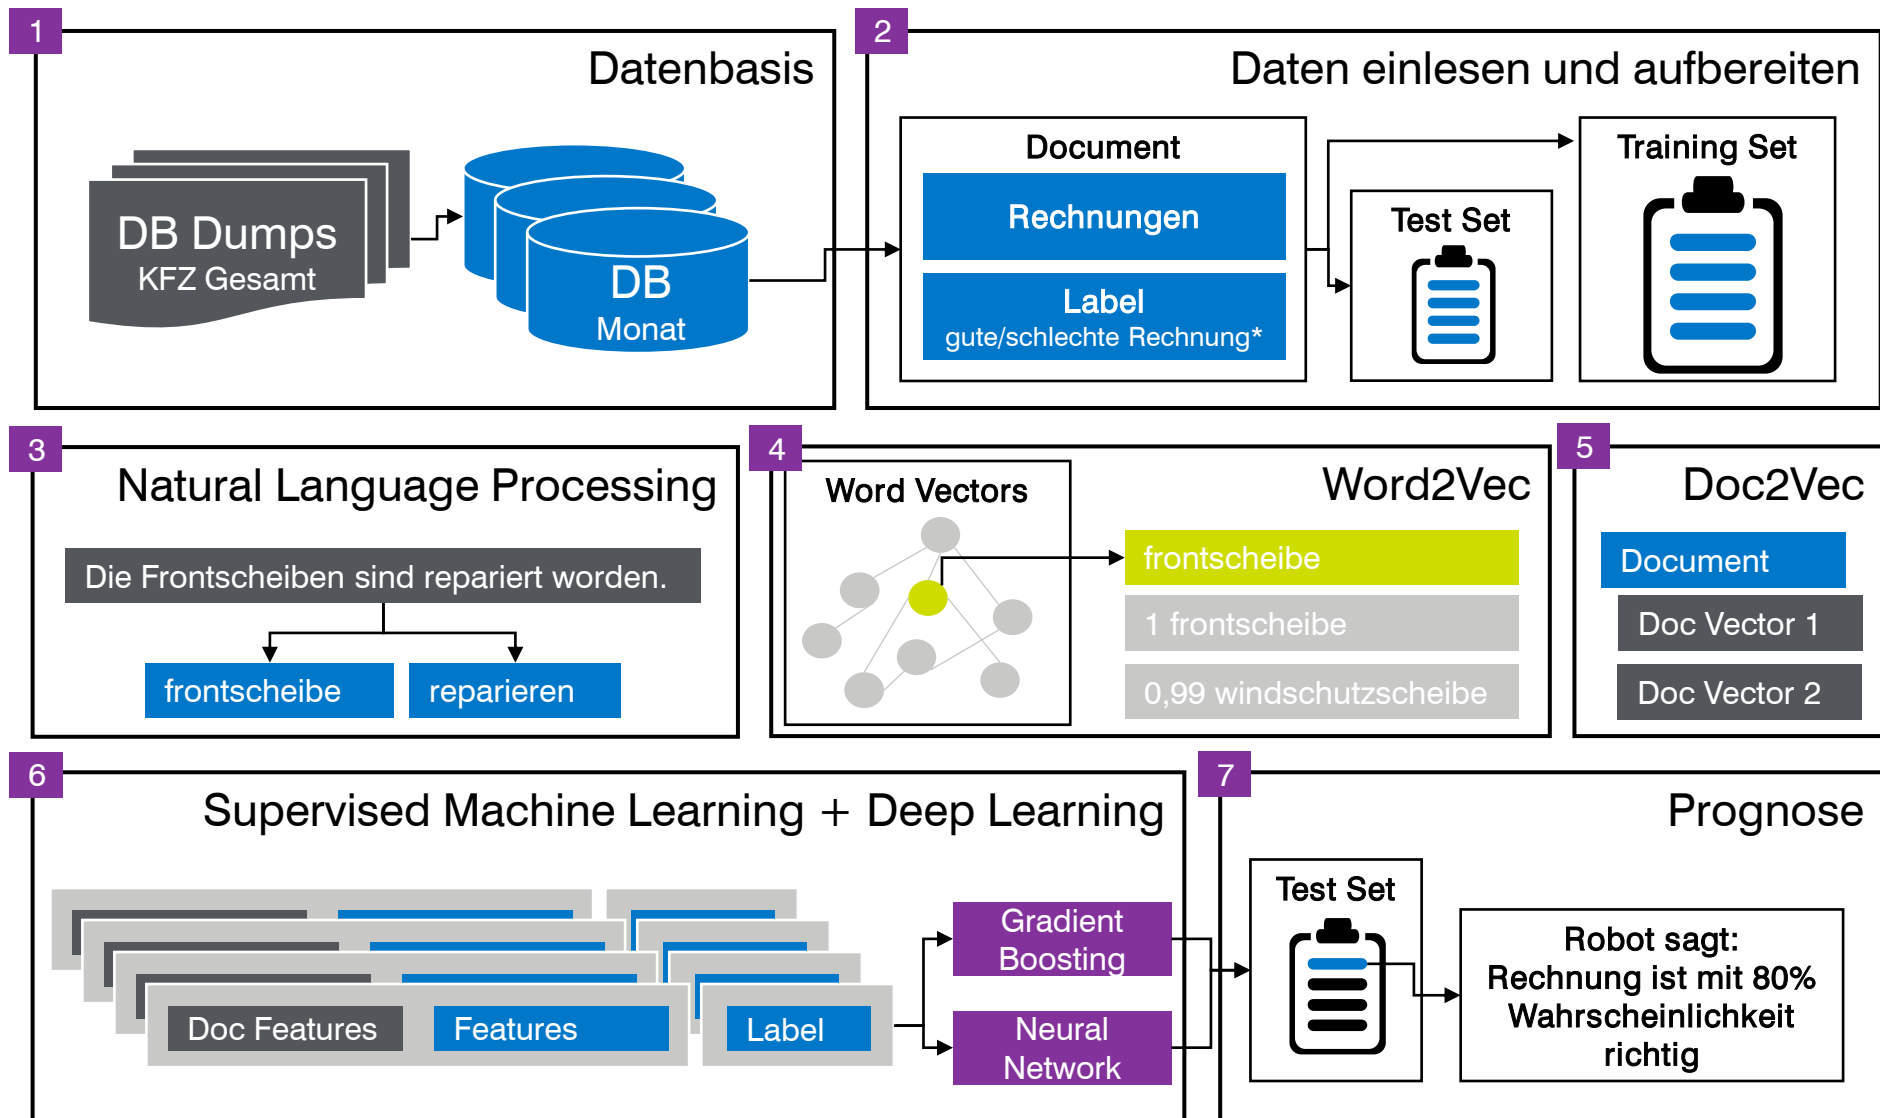 1
Datenbasis
DB Dumps
KFZ Gesamt
DB
Monat
2
Daten einlesen und aufbereiten
Document
Rechnungen
Label
gute/schlechte Rechnung*
Test Set
Training Set
3
Natural Language Processing
Die Frontscheiben sind repariert worden.
frontscheibe
reparieren
4
Word2Vec
Word Vectors
frontscheibe
1 frontscheibe
0,99 windschutzscheibe
5
Doc2Vec
Document
Doc Vector 1
Doc Vector 2
6
Supervised Machine Learning + Deep Learning
Doc Features
Features
Label
Gradient
Boosting
Neural
Network
7
Prognose
Test Set
Robot sagt:
Rechnung ist mit 80%
Wahrscheinlichkeit
richtig